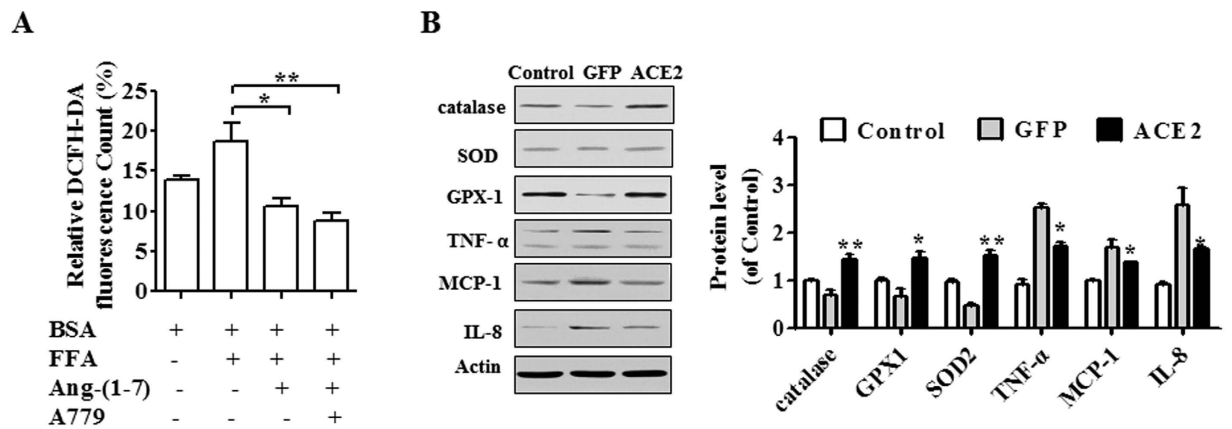 A
Relative DCFH-DA
fluorescence Count (%)
25
20
15
10
5
0
**
*
BSA + + + +
FFA - + + +
Ang-(1-7) - - + +
A779 - - - +
B
Control GFP ACE2
catalase
SOD
GPX-1
TNF- α
MCP-1
IL-8
Actin
Control GFP ACE2
Protein level
(of Control)
4
3
2
1
0
** * ** * * *
catalase
GPX1
SOD2
TNF-α
MCP-1
IL-8